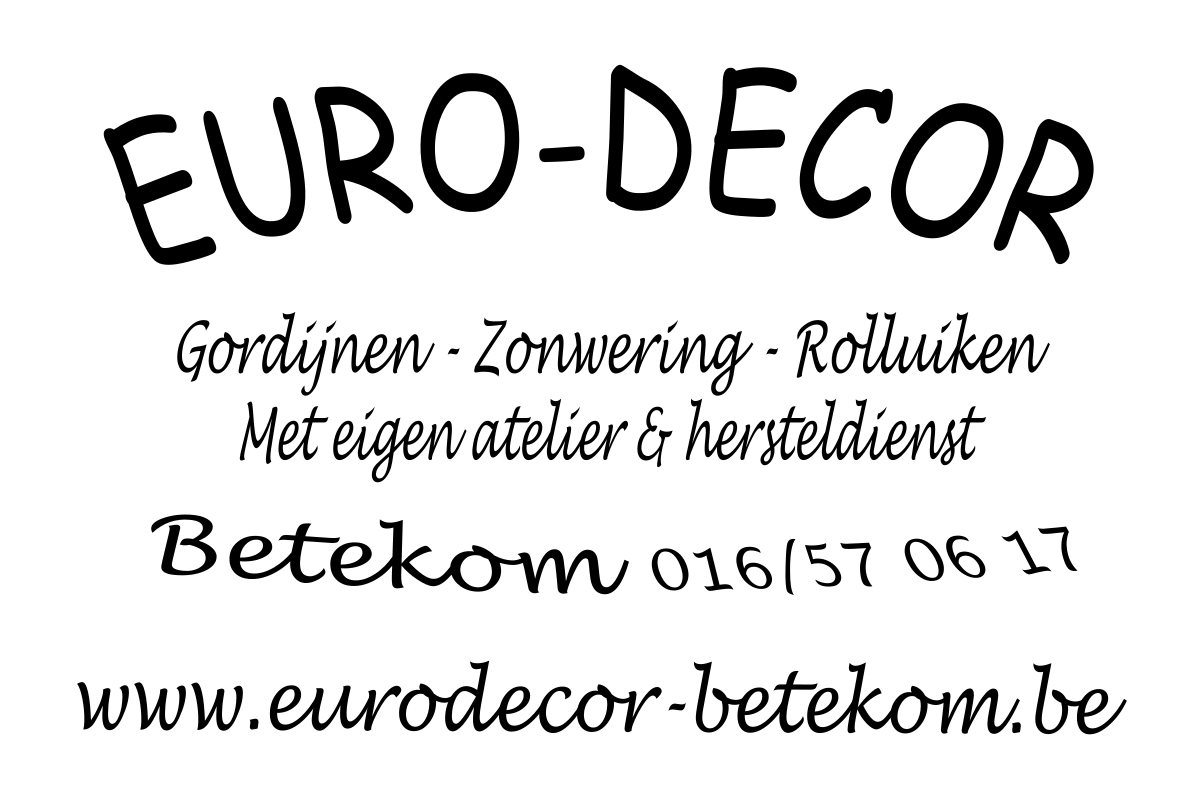 EURO-DECOR
Gordijnen - Zonwering - Rolluiken
Met eigen atelier & hersteldienst
Betekom 016/57 06 17
www.eurodecor-betekom.be